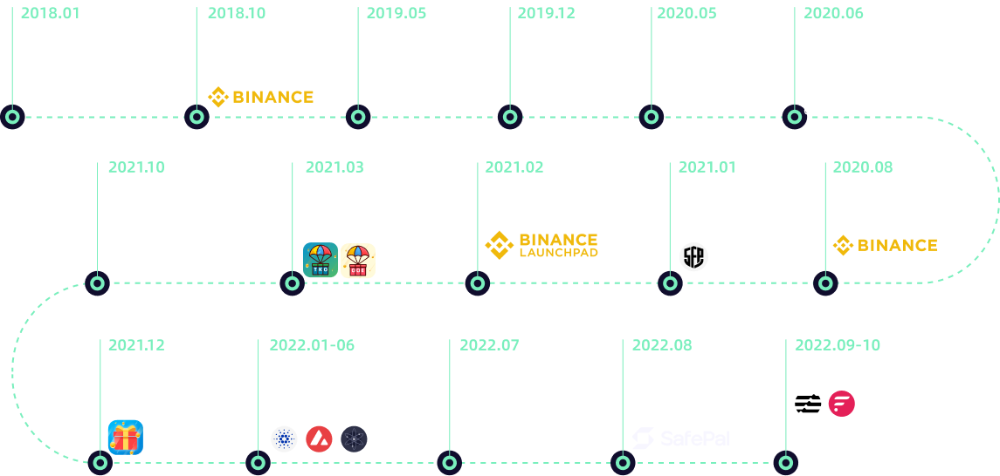 2018.01
2018.10
2019.05
2019.12
2020.05
2020.06
BINANCE
2021.10
2021.03
2021.02
2021.01
2020.08
BINANCE
LAUNCHPAD
BINANCE
SFP
TKO
DOE
2021.12
2022.01-06
2022.07
2022.08
2022.09-10
SafePal